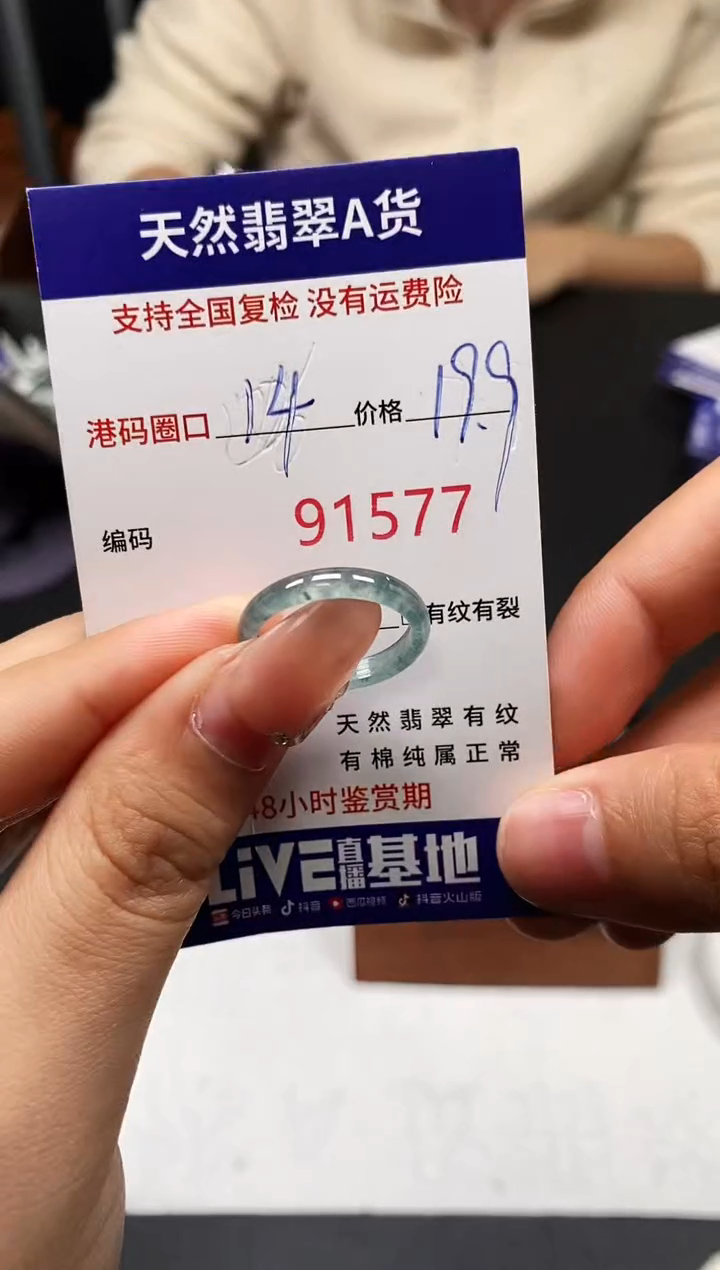 天然翡翠A货
支持全国复检 没有运费险
港码圈口 14 价格 19.9
编码 91577
有纹有裂
天然翡翠有纹
有棉纯属正常
48小时鉴赏期
LiVE直播基地
今日头条 抖音 西瓜视频 抖音火山版